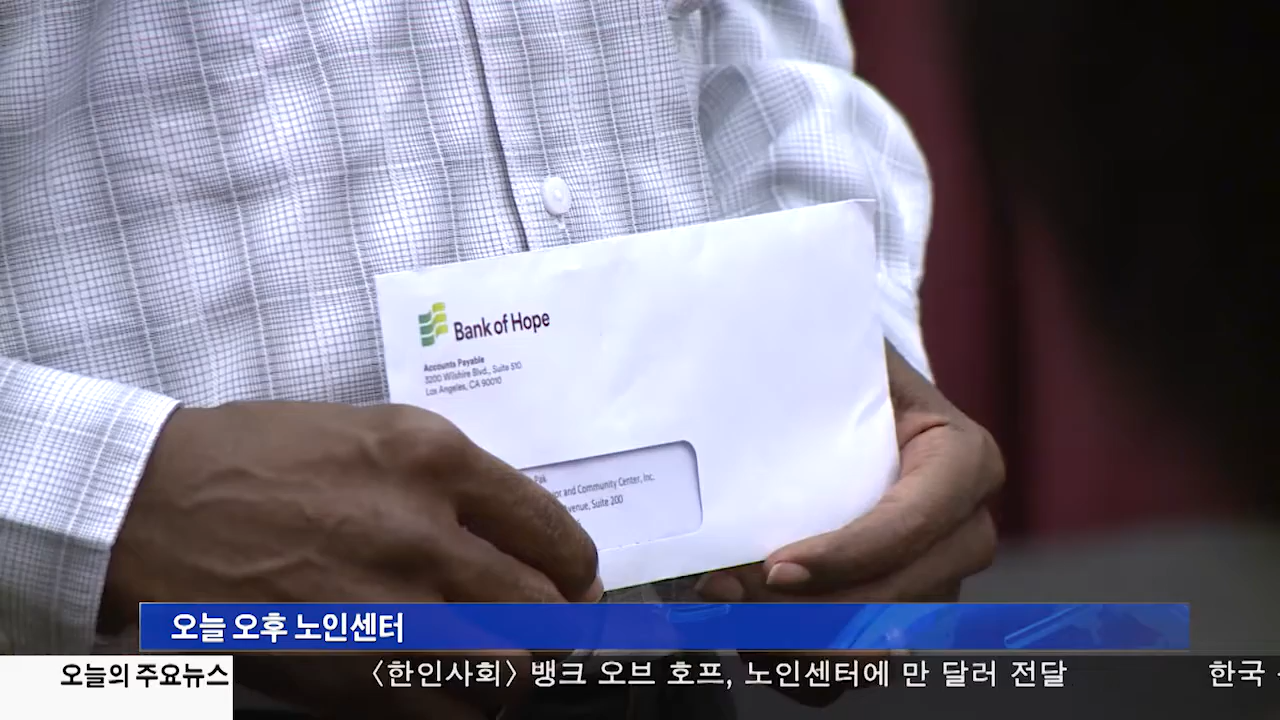 Bank of Hope
Accounts Payable
3200 Wilshire Blvd., Suite 510
Los Angeles, CA 90010
Pak
and Community Center, Inc.
Avenue, Suite 200
오늘 오후 노인센터
오늘의 주요뉴스
〈한인사회〉 뱅크 오브 호프, 노인센터에 만 달러 전달
한국